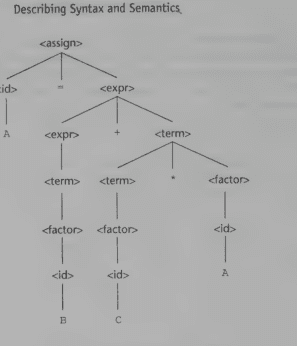 Describing Syntax and Semantics
<assign>
<id> = <expr>
A <expr> + <term>
<term> <term> * <factor>
<factor> <factor> <id>
<id> <id> A
B C